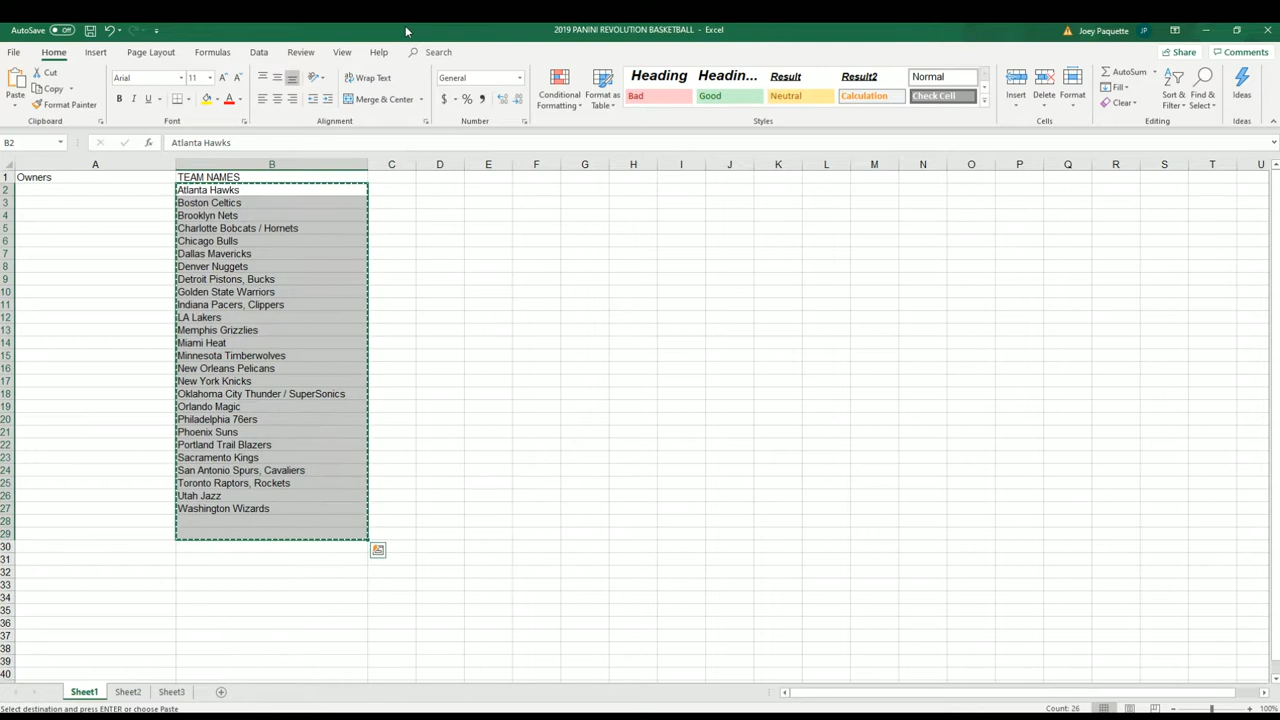 AutoSave Off 2019 PANINI REVOLUTION BASKETBALL - Excel Joey Paquette JP
File Home Insert Page Layout Formulas Data Review View Help Search Share Comments
Paste Cut Copy Format Painter Clipboard
Arial 11 B I U Font
Wrap Text Merge & Center Alignment
General $ % Number
Conditional Formatting Format as Table
Heading Headin... Result Result2 Normal
Bad Good Neutral Calculation Check Cell
Styles
Insert Delete Format Cells
AutoSum Fill Clear Sort & Filter Find & Select Editing
Ideas Ideas
B2 fx Atlanta Hawks
A B C D E F G H I J K L M N O P Q R S T U
1 Owners TEAM NAMES
2 Atlanta Hawks
3 Boston Celtics
4 Brooklyn Nets
5 Charlotte Bobcats / Hornets
6 Chicago Bulls
7 Dallas Mavericks
8 Denver Nuggets
9 Detroit Pistons, Bucks
10 Golden State Warriors
11 Indiana Pacers, Clippers
12 LA Lakers
13 Memphis Grizzlies
14 Miami Heat
15 Minnesota Timberwolves
16 New Orleans Pelicans
17 New York Knicks
18 Oklahoma City Thunder / SuperSonics
19 Orlando Magic
20 Philadelphia 76ers
21 Phoenix Suns
22 Portland Trail Blazers
23 Sacramento Kings
24 San Antonio Spurs, Cavaliers
25 Toronto Raptors, Rockets
26 Utah Jazz
27 Washington Wizards
28
29
30
31
32
33
34
35
36
37
38
39
40
Sheet1 Sheet2 Sheet3
Select destination and press ENTER or choose Paste Count: 26 100%